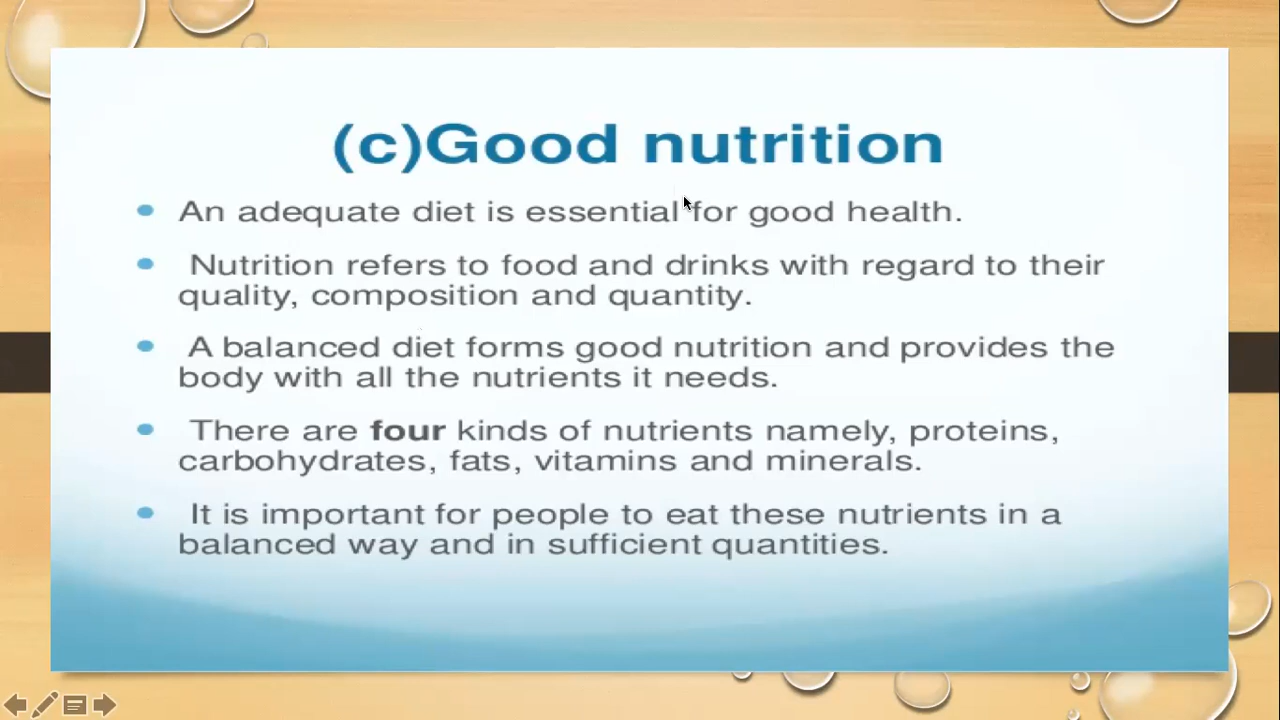 (c)Good nutrition
• An adequate diet is essential for good health.
• Nutrition refers to food and drinks with regard to their
quality, composition and quantity.
• A balanced diet forms good nutrition and provides the
body with all the nutrients it needs.
• There are four kinds of nutrients namely, proteins,
carbohydrates, fats, vitamins and minerals.
• It is important for people to eat these nutrients in a
balanced way and in sufficient quantities.